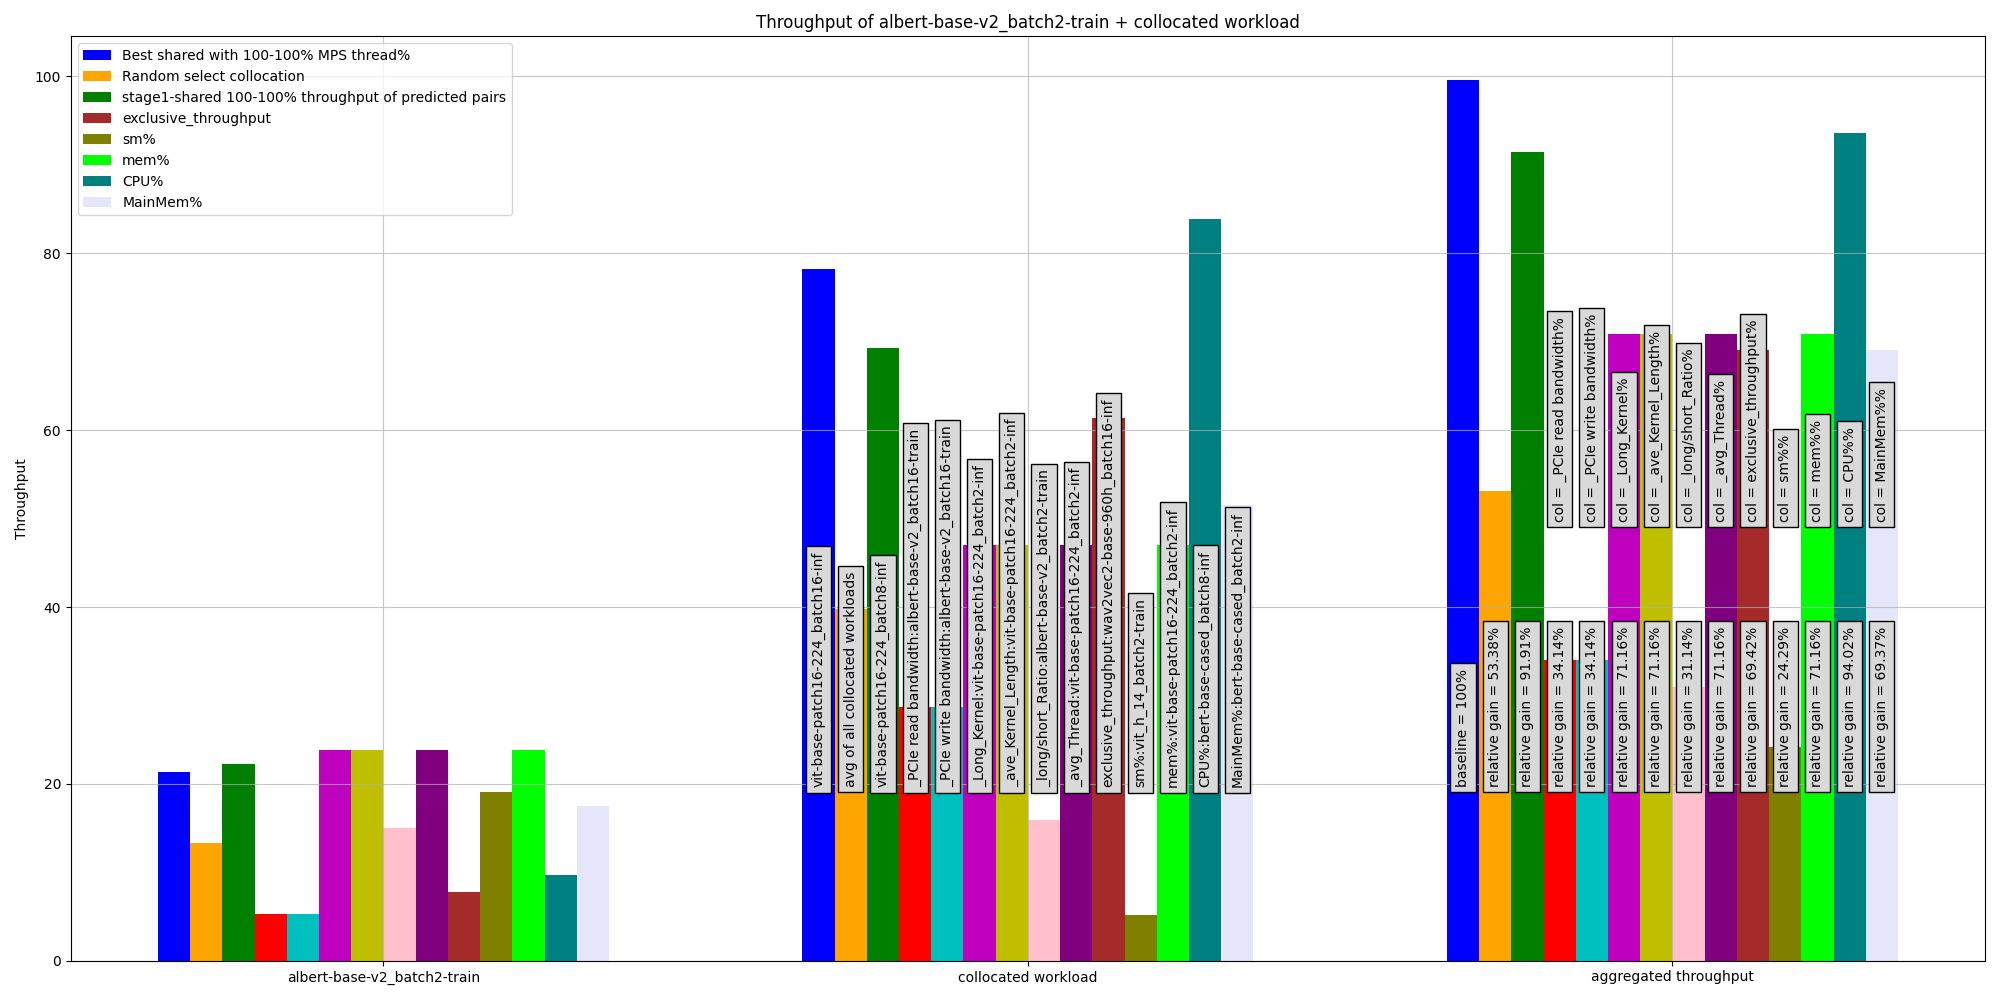 Throughput of albert-base-v2_batch2-train + collocated workload
Best shared with 100-100% MPS thread%
Random select collocation
stage1-shared 100-100% throughput of predicted pairs
exclusive_throughput
sm%
mem%
CPU%
MainMem%
Throughput
100
80
60
40
20
0
vit-base-patch16-224_batch16-inf
avg of all collocated workloads
vit-base-patch16-224_batch8-inf
_PCIe read bandwidth:albert-base-v2_batch16-train
_PCIe write bandwidth:albert-base-v2_batch16-train
_Long_Kernel:vit-base-patch16-224_batch2-inf
_ave_Kernel_Length:vit-base-patch16-224_batch2-inf
_long/short_Ratio:albert-base-v2_batch2-train
_avg_Thread:vit-base-patch16-224_batch2-inf
exclusive_throughput:wav2vec2-base-960h_batch16-inf
sm%:vit_h_14_batch2-train
mem%:vit-base-patch16-224_batch2-inf
CPU%:bert-base-cased_batch8-inf
MainMem%:bert-base-cased_batch2-inf
col = _PCIe read bandwidth%
col = _PCIe write bandwidth%
col = _Long_Kernel%
col = _ave_Kernel_Length%
col = _long/short_Ratio%
col = _avg_Thread%
col = exclusive_throughput%
col = sm%%
col = mem%%
col = CPU%%
col = MainMem%%
baseline = 100%
relative gain = 53.38%
relative gain = 91.91%
relative gain = 34.14%
relative gain = 34.14%
relative gain = 71.16%
relative gain = 71.16%
relative gain = 31.14%
relative gain = 71.16%
relative gain = 69.42%
relative gain = 24.29%
relative gain = 71.16%
relative gain = 94.02%
relative gain = 69.37%
albert-base-v2_batch2-train
collocated workload
aggregated throughput